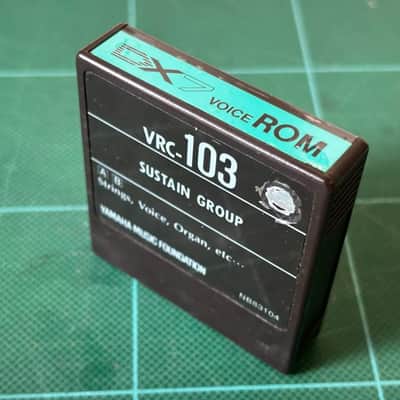 DX7 VOICE ROM
VRC-103
SUSTAIN GROUP
A B
Strings, Voice, Organ, etc...
YAMAHA MUSIC FOUNDATION
NB83104